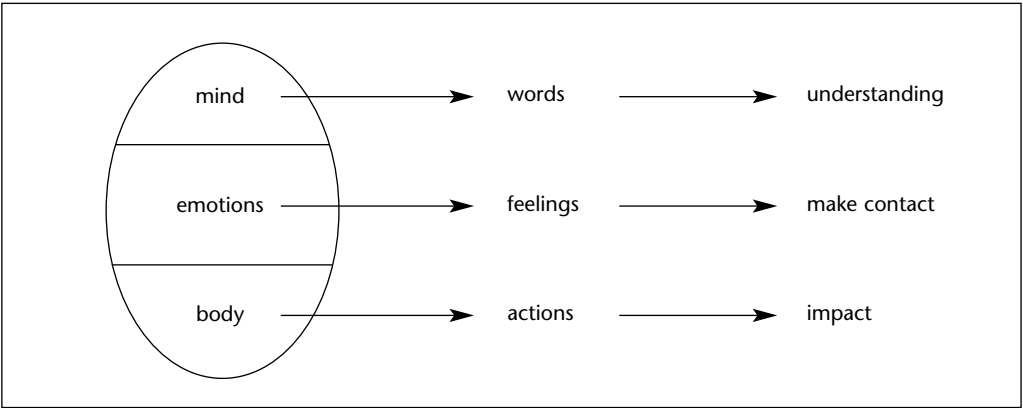 mind words understanding
emotions feelings make contact
body actions impact